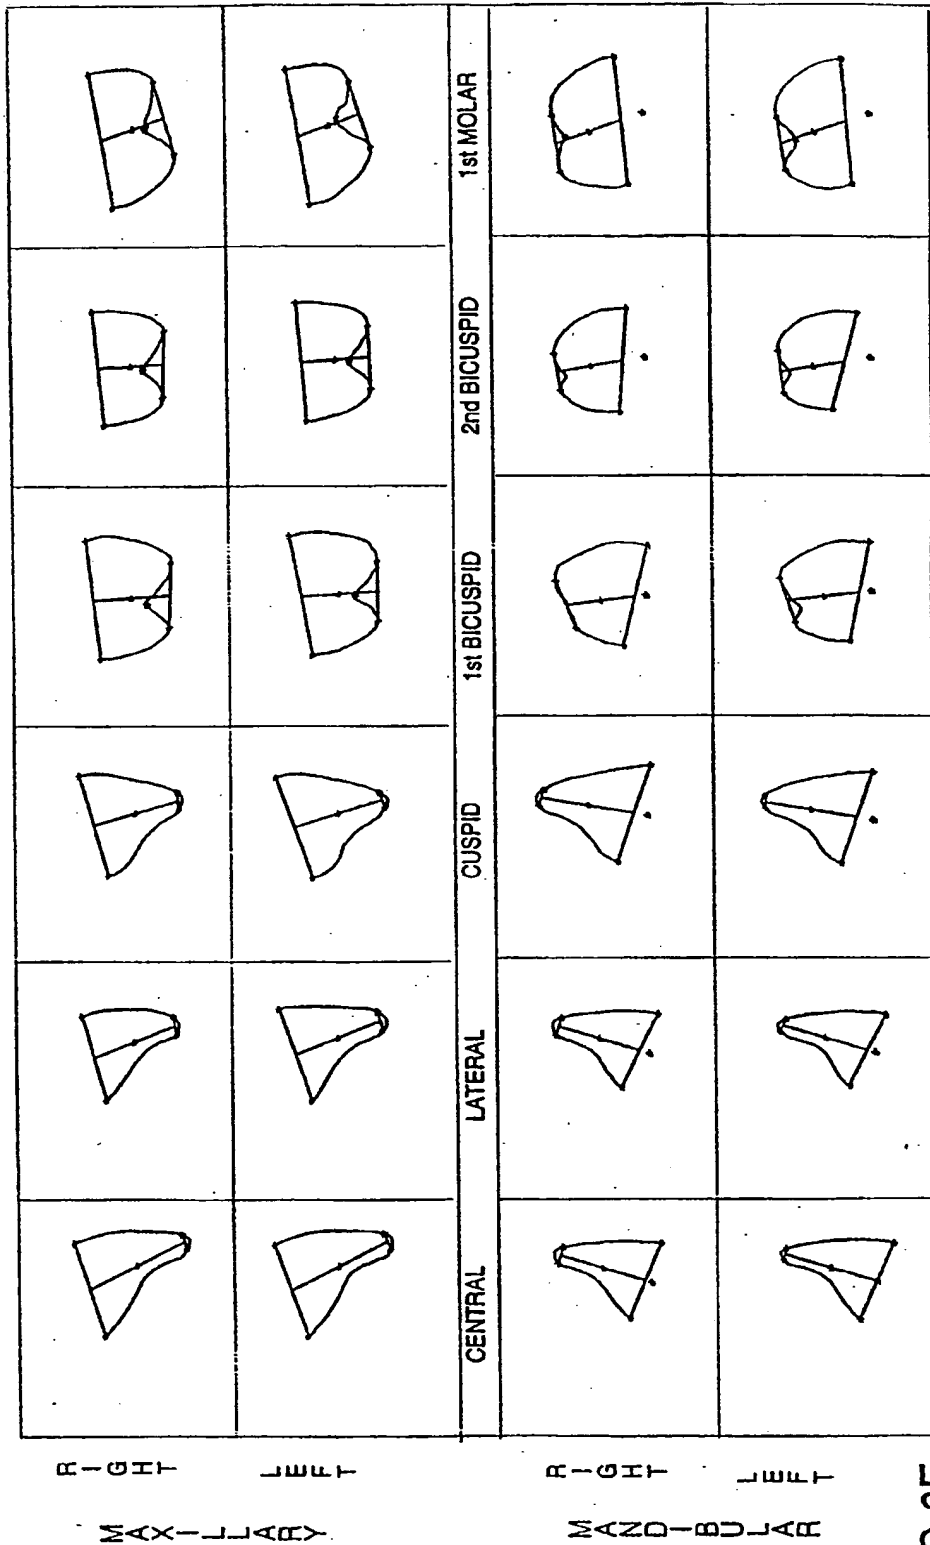 MAXILLARY
RIGHT
LEFT
CENTRAL LATERAL CUSPID 1st BICUSPID 2nd BICUSPID 1st MOLAR
MANDIBULAR
RIGHT
LEFT